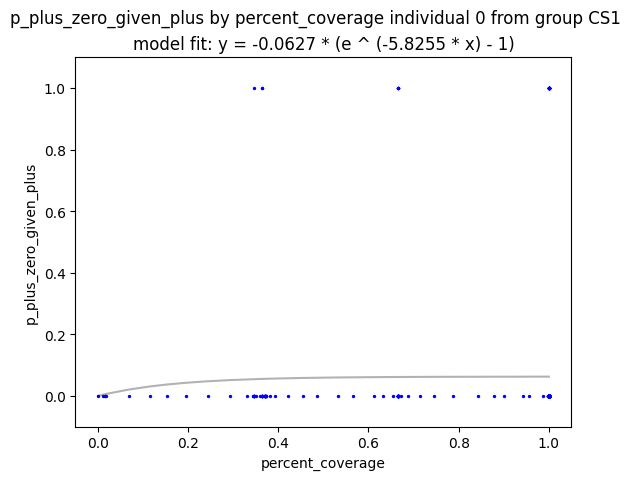 p_plus_zero_given_plus by percent_coverage individual 0 from group CS1
model fit: y = -0.0627 * (e ^ (-5.8255 * x) - 1)
1.0
0.8
0.6
0.4
0.2
0.0
p_plus_zero_given_plus
0.0 0.2 0.4 0.6 0.8 1.0
percent_coverage